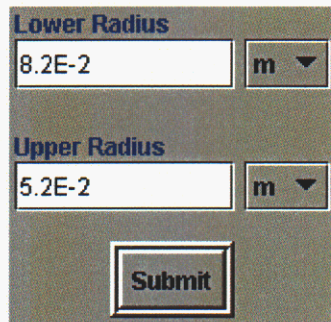 Lower Radius
8.2E-2 m
Upper Radius
5.2E-2 m
Submit